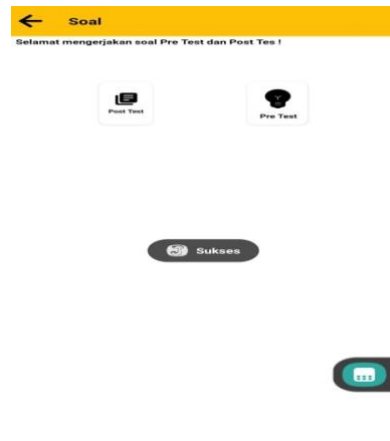 Soal
Selamat mengerjakan soal Pre Test dan Post Tes !
Post Test
Pre Test
Sukses